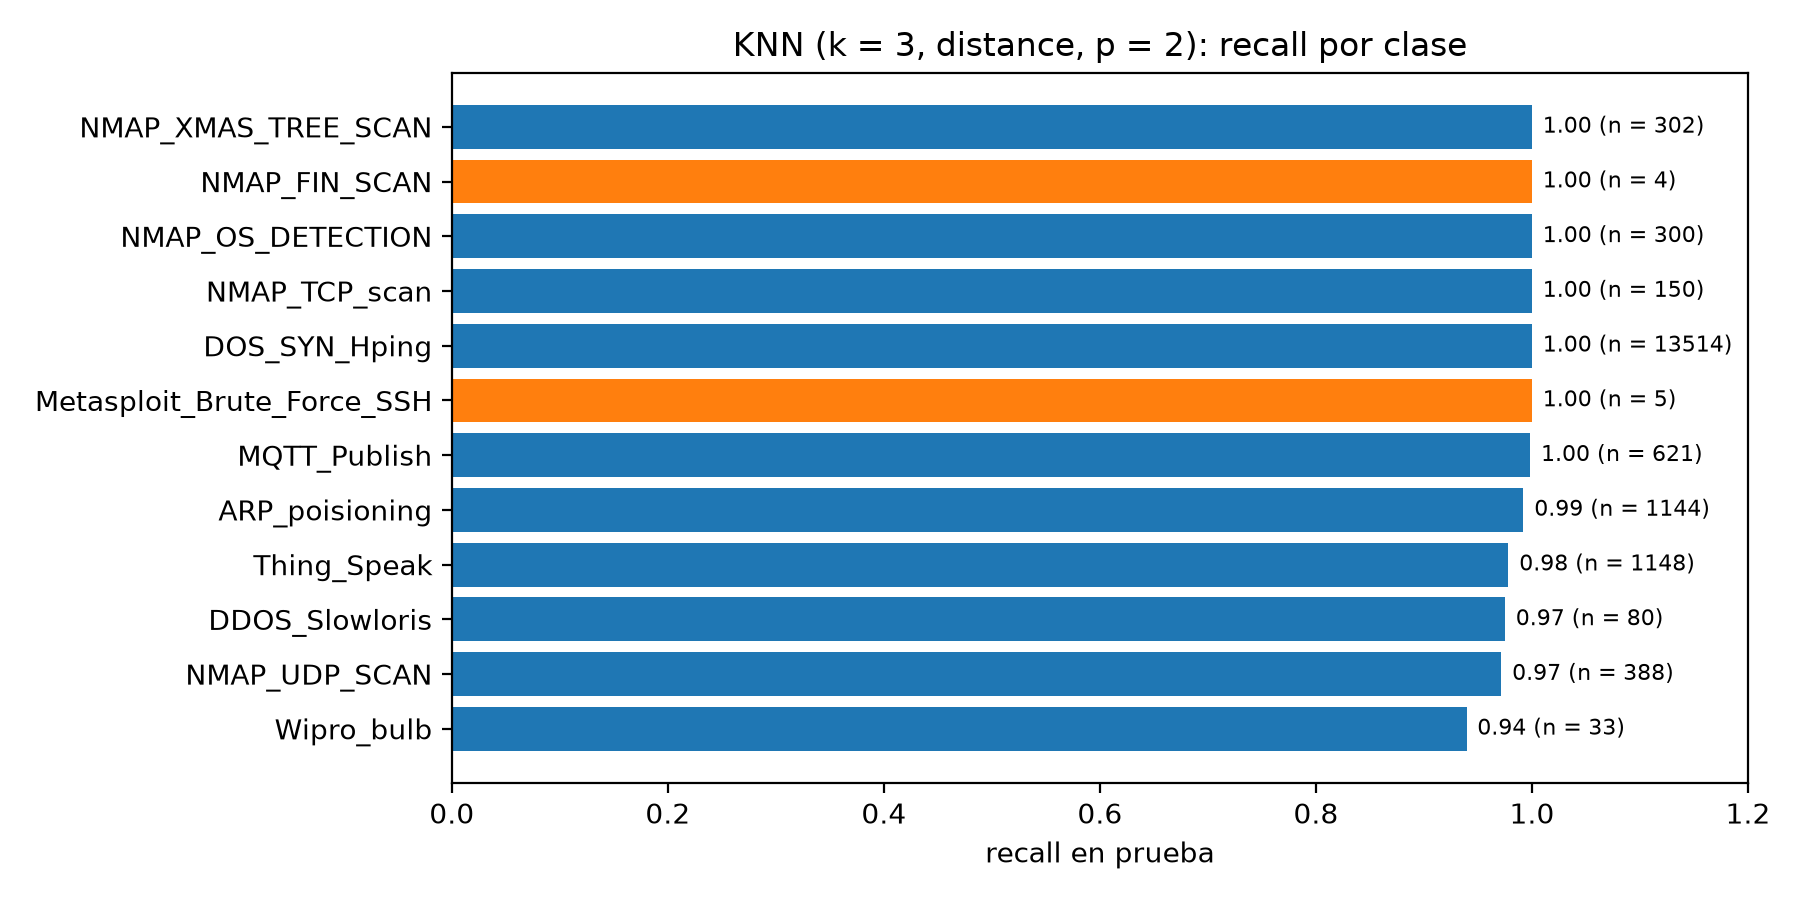 KNN (k = 3, distance, p = 2): recall por clase
NMAP_XMAS_TREE_SCAN 1.00 (n = 302)
NMAP_FIN_SCAN 1.00 (n = 4)
NMAP_OS_DETECTION 1.00 (n = 300)
NMAP_TCP_scan 1.00 (n = 150)
DOS_SYN_Hping 1.00 (n = 13514)
Metasploit_Brute_Force_SSH 1.00 (n = 5)
MQTT_Publish 1.00 (n = 621)
ARP_poisioning 0.99 (n = 1144)
Thing_Speak 0.98 (n = 1148)
DDOS_Slowloris 0.97 (n = 80)
NMAP_UDP_SCAN 0.97 (n = 388)
Wipro_bulb 0.94 (n = 33)
0.0 0.2 0.4 0.6 0.8 1.0 1.2
recall en prueba